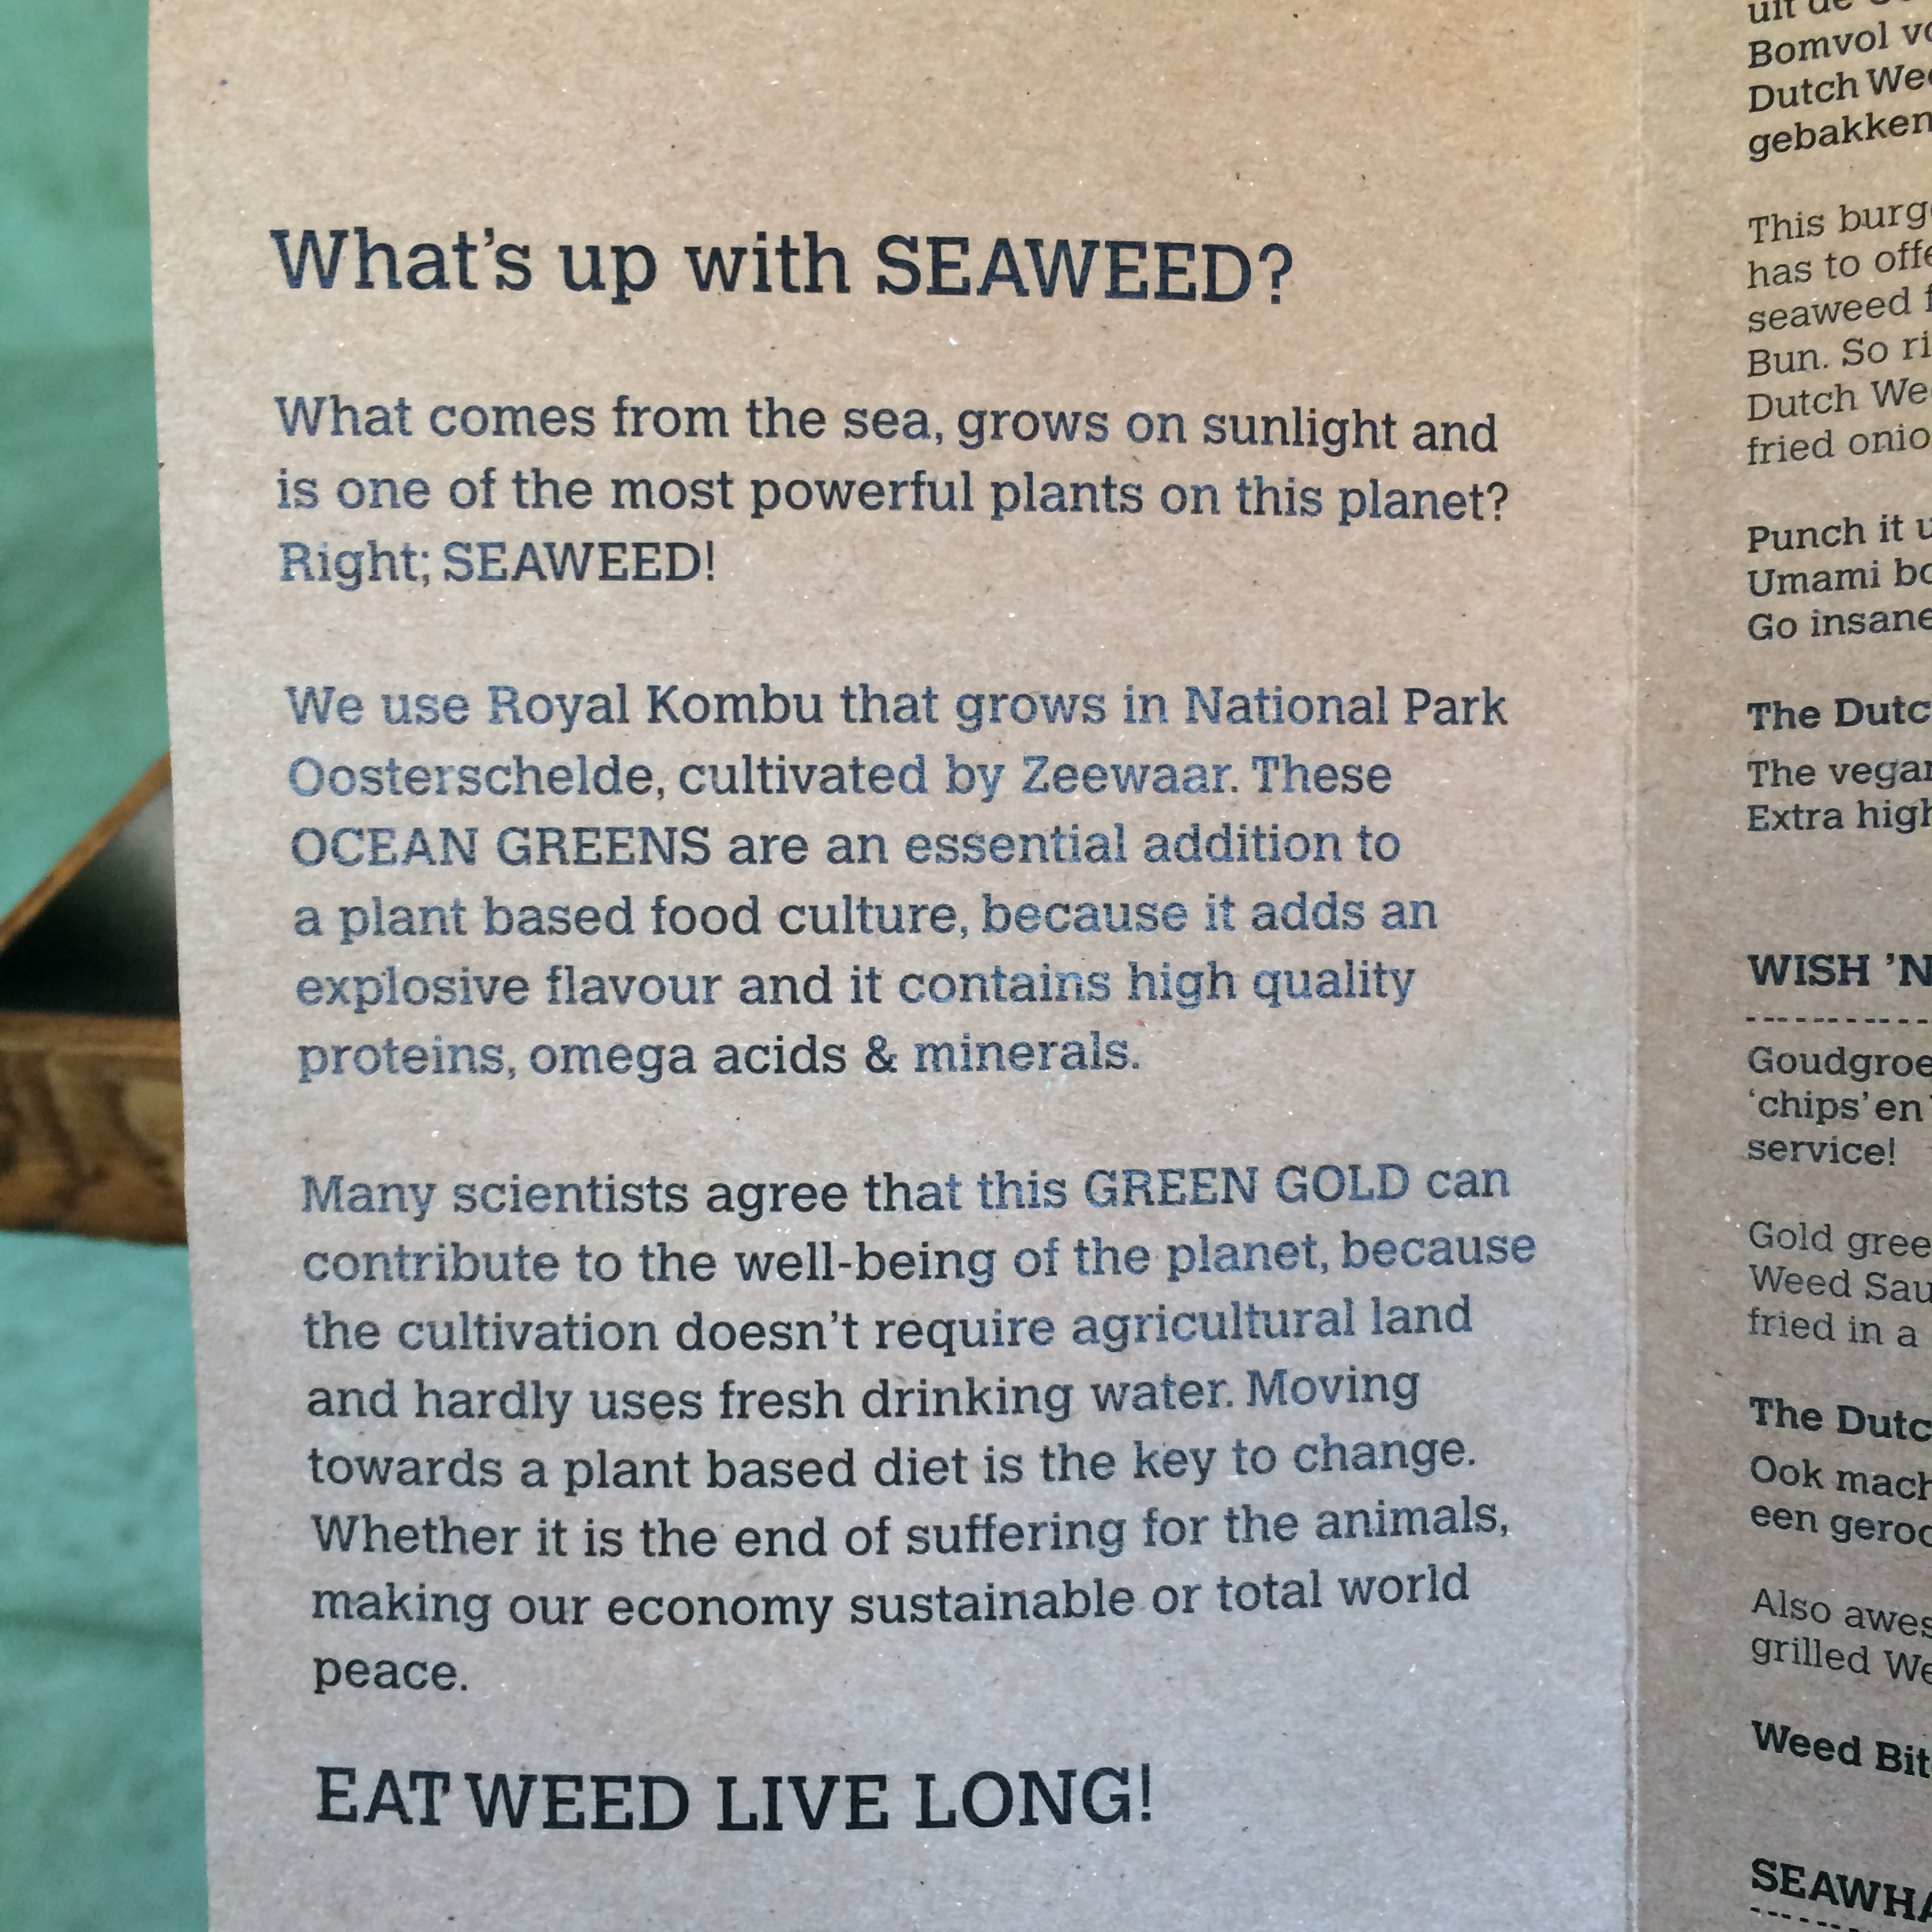 What's up with SEAWEED?
What comes from the sea, grows on sunlight and
is one of the most powerful plants on this planet?
Right; SEAWEED!
We use Royal Kombu that grows in National Park
Oosterschelde, cultivated by Zeewaar. These
OCEAN GREENS are an essential addition to
a plant based food culture, because it adds an
explosive flavour and it contains high quality
proteins, omega acids & minerals.
Many scientists agree that this GREEN GOLD can
contribute to the well-being of the planet, because
the cultivation doesn't require agricultural land
and hardly uses fresh drinking water. Moving
towards a plant based diet is the key to change.
Whether it is the end of suffering for the animals,
making our economy sustainable or total world
peace.
EAT WEED LIVE LONG!
uit de
Bomvol
Dutch
gebakken
This
has to
seaweed
Bun. So
Dutch
fried
Punch it
Umami
Go insane
The
The
Extra
WISH 'N
'chips' en
service!
Gold
Weed
fried in a
The
Ook
een
Also
grilled
Weed